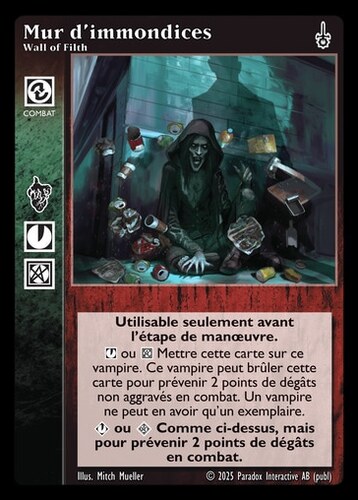 Mur d'immondices
Wall of Filth
COMBAT
Utilisable seulement avant
l'étape de manœuvre.
ou Mettre cette carte sur ce
vampire. Ce vampire peut brûler cette
carte pour prévenir 2 points de dégâts
non aggravés en combat. Un vampire
ne peut en avoir qu'un exemplaire.
ou Comme ci-dessus, mais
pour prévenir 2 points de dégâts
en combat.
Illus. Mitch Mueller © 2025 Paradox Interactive AB (publ)